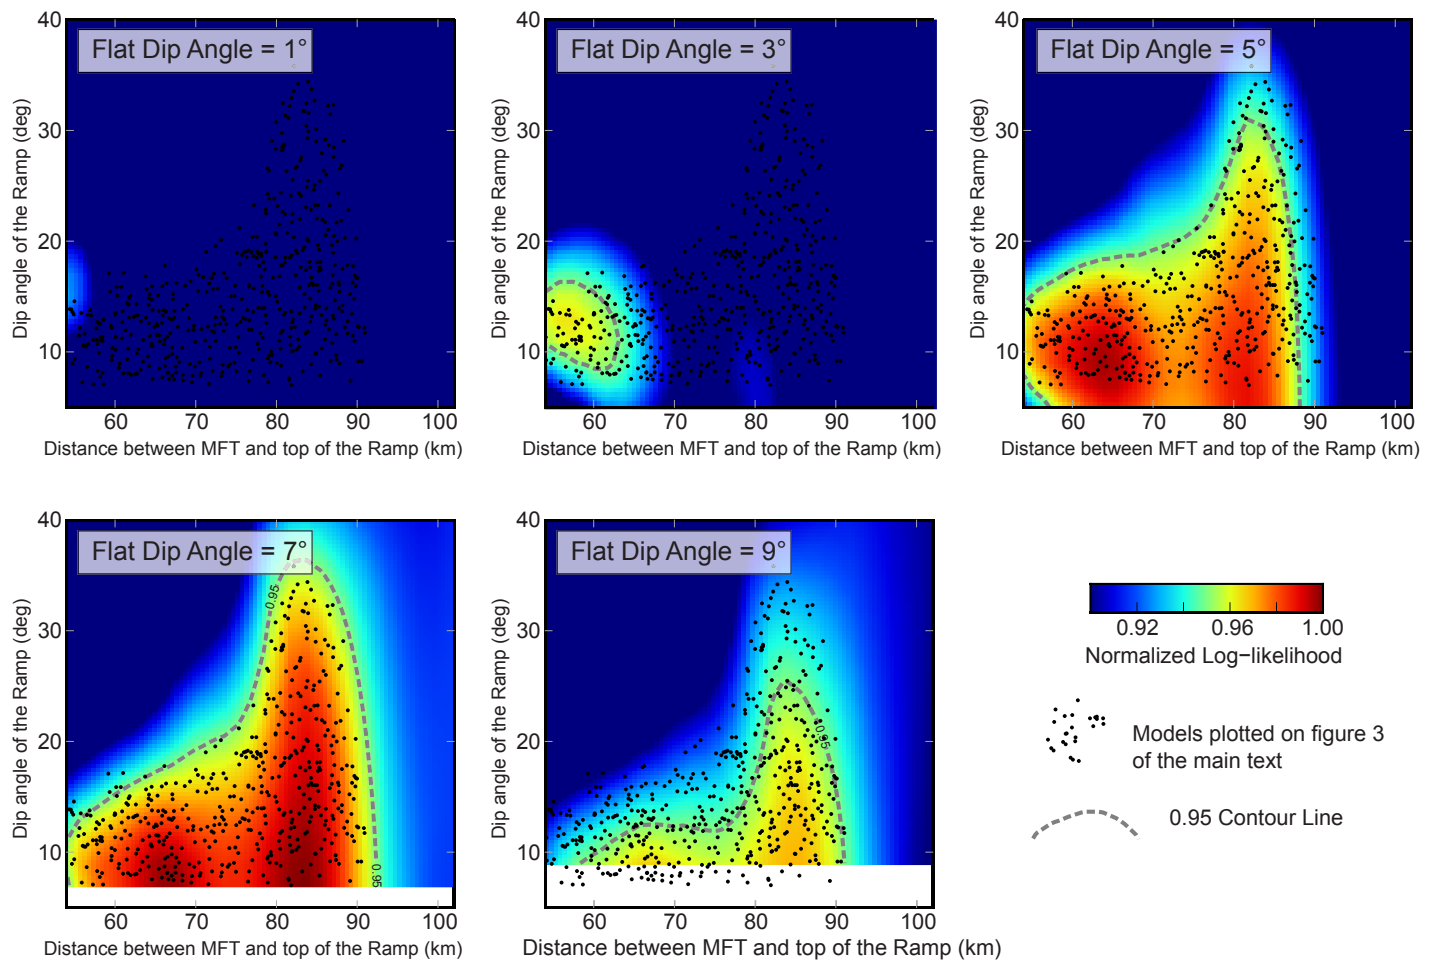 Flat Dip Angle = 1°
40
30
20
10
Dip angle of the Ramp (deg)
60 70 80 90 100
Distance between MFT and top of the Ramp (km)
Flat Dip Angle = 3°
40
30
20
10
Dip angle of the Ramp (deg)
60 70 80 90 100
Distance between MFT and top of the Ramp (km)
Flat Dip Angle = 5°
40
30
20
10
Dip angle of the Ramp (deg)
60 70 80 90 100
Distance between MFT and top of the Ramp (km)
Flat Dip Angle = 7°
40
30
20
10
Dip angle of the Ramp (deg)
0.95
0.95
60 70 80 90 100
Distance between MFT and top of the Ramp (km)
Flat Dip Angle = 9°
40
30
20
10
Dip angle of the Ramp (deg)
0.95
60 70 80 90 100
Distance between MFT and top of the Ramp (km)
0.92 0.96 1.00
Normalized Log−likelihood
Models plotted on figure 3
of the main text
0.95 Contour Line